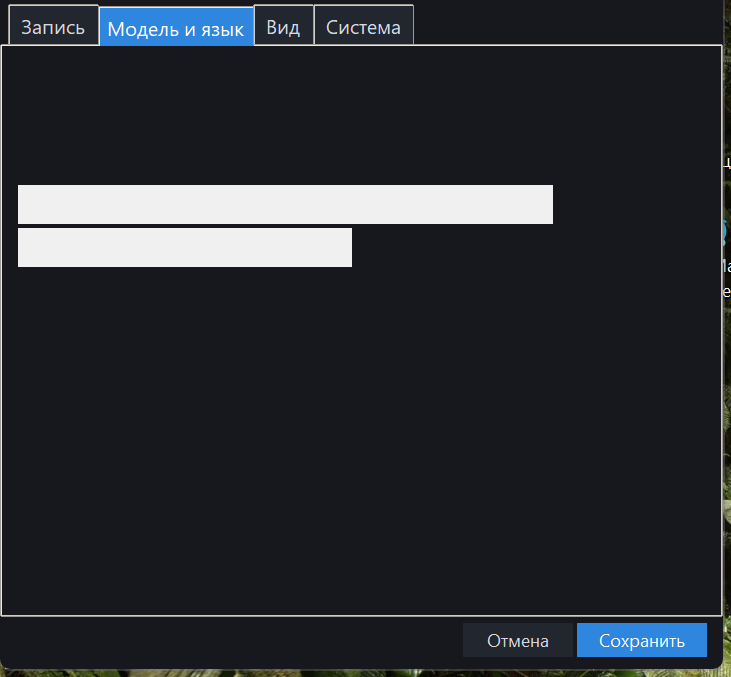 Запись
Модель и язык
Вид
Система
Отмена
Сохранить